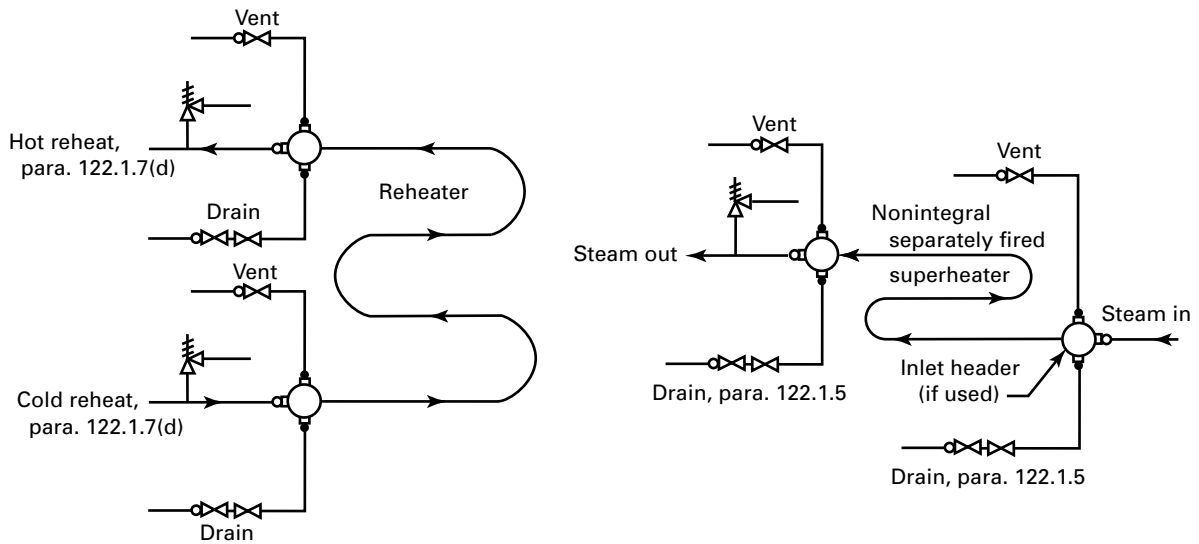 Vent
Hot reheat,
para. 122.1.7(d)
Reheater
Drain
Vent
Cold reheat,
para. 122.1.7(d)
Drain
Vent
Vent
Nonintegral
separately fired
superheater
Steam out
Steam in
Inlet header
(if used)
Drain, para. 122.1.5
Drain, para. 122.1.5